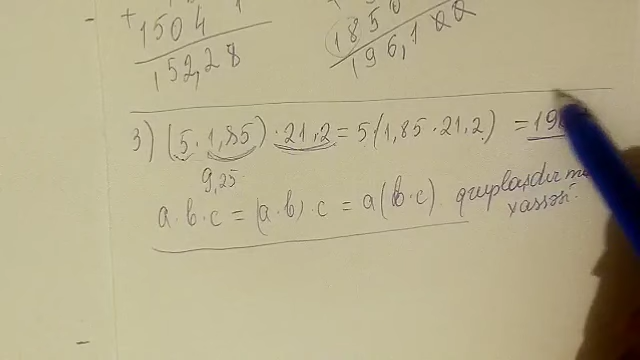 + 1504
152,28
1850
196,100
3) (5 · 1,85) · 21,2 = 5 · (1,85 · 21,2) =
9,25
a · b · c = (a · b) · c = a(b · c) qruplaşdırma
xassəsi